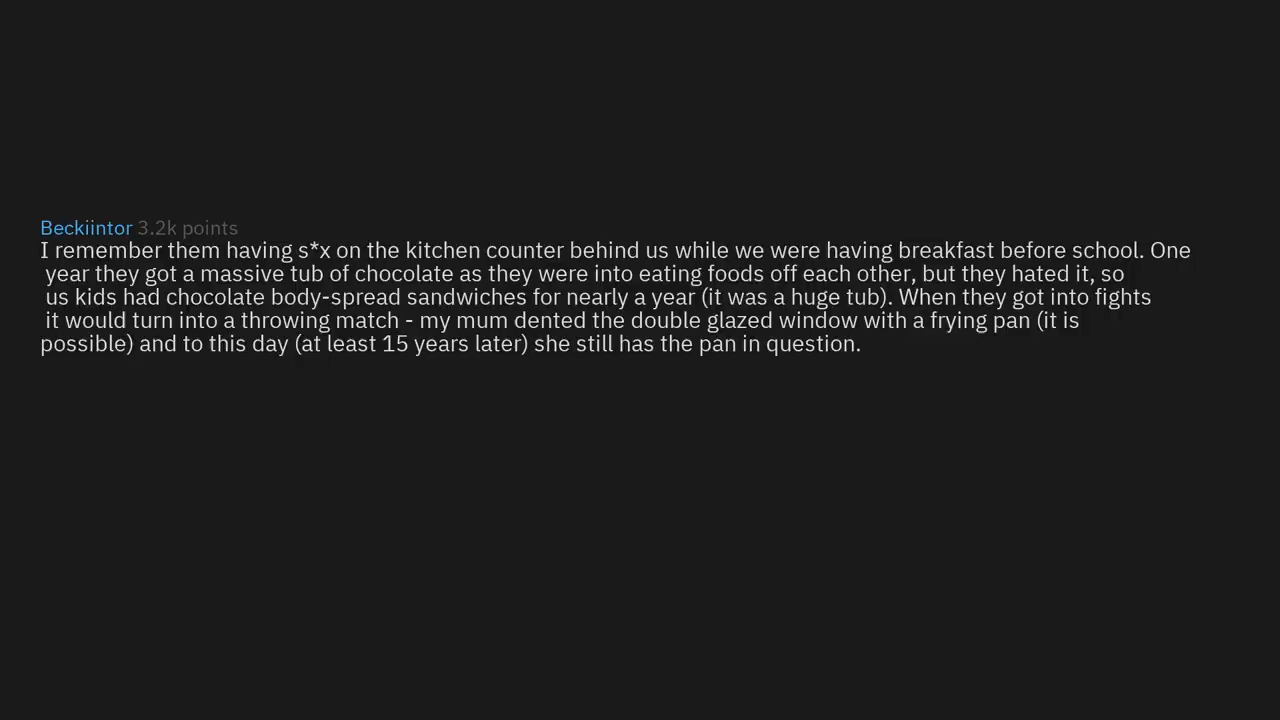 Beckiintor 3.2k points
I remember them having s*x on the kitchen counter behind us while we were having breakfast before school. One
year they got a massive tub of chocolate as they were into eating foods off each other, but they hated it, so
us kids had chocolate body-spread sandwiches for nearly a year (it was a huge tub). When they got into fights
it would turn into a throwing match - my mum dented the double glazed window with a frying pan (it is
possible) and to this day (at least 15 years later) she still has the pan in question.